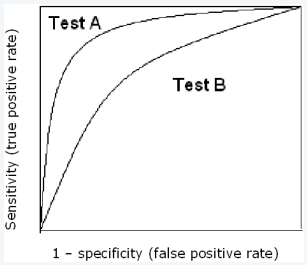 Test A
Test B
Sensitivity (true positive rate)
1 – specificity (false positive rate)